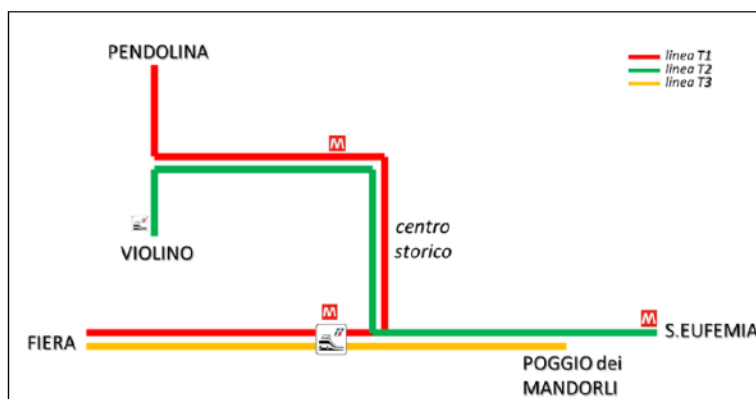 PENDOLINA
linea T1
linea T2
linea T3
M
centro
storico
VIOLINO
M
M
FIERA
S.EUFEMIA
POGGIO dei
MANDORLI